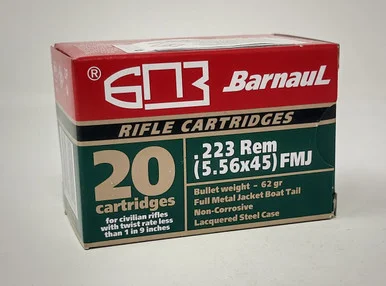 ® БПЗ BarnauL
RIFLE CARTRIDGES
20
cartridges
for civilian rifles
with twist rate less
than 1 in 9 inches
.223 Rem
(5.56x45) FMJ
Bullet weight - 62 gr
Full Metal Jacket Boat Tail
Non-Corrosive
Lacquered Steel Case